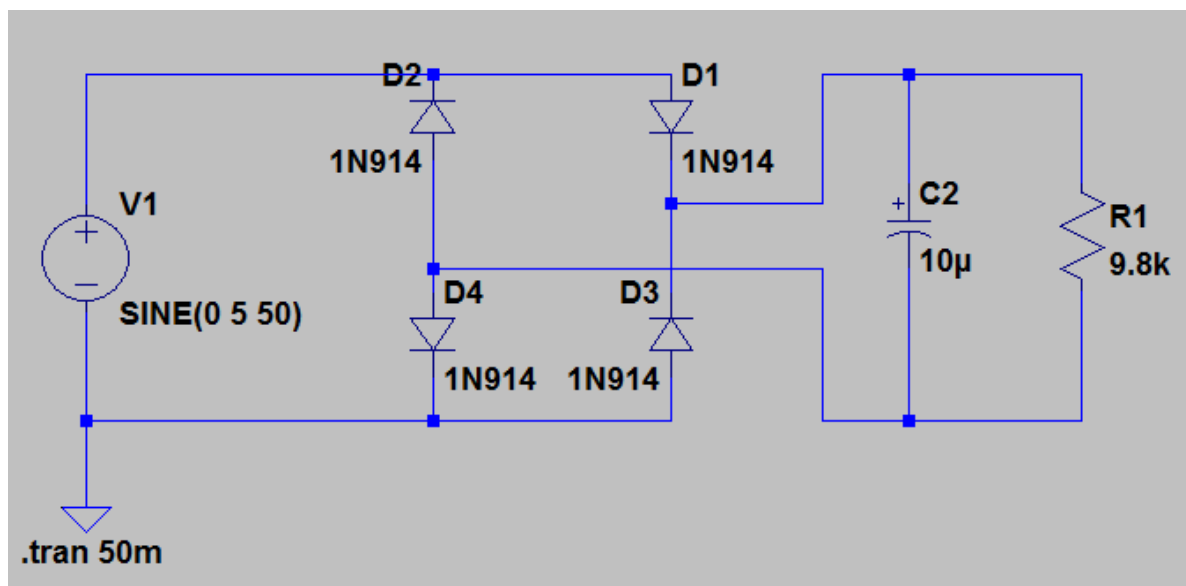 D2
D1
1N914
1N914
V1
+
SINE(0 5 50)
C2
+
10µ
R1
9.8k
D4
D3
1N914
1N914
.tran 50m